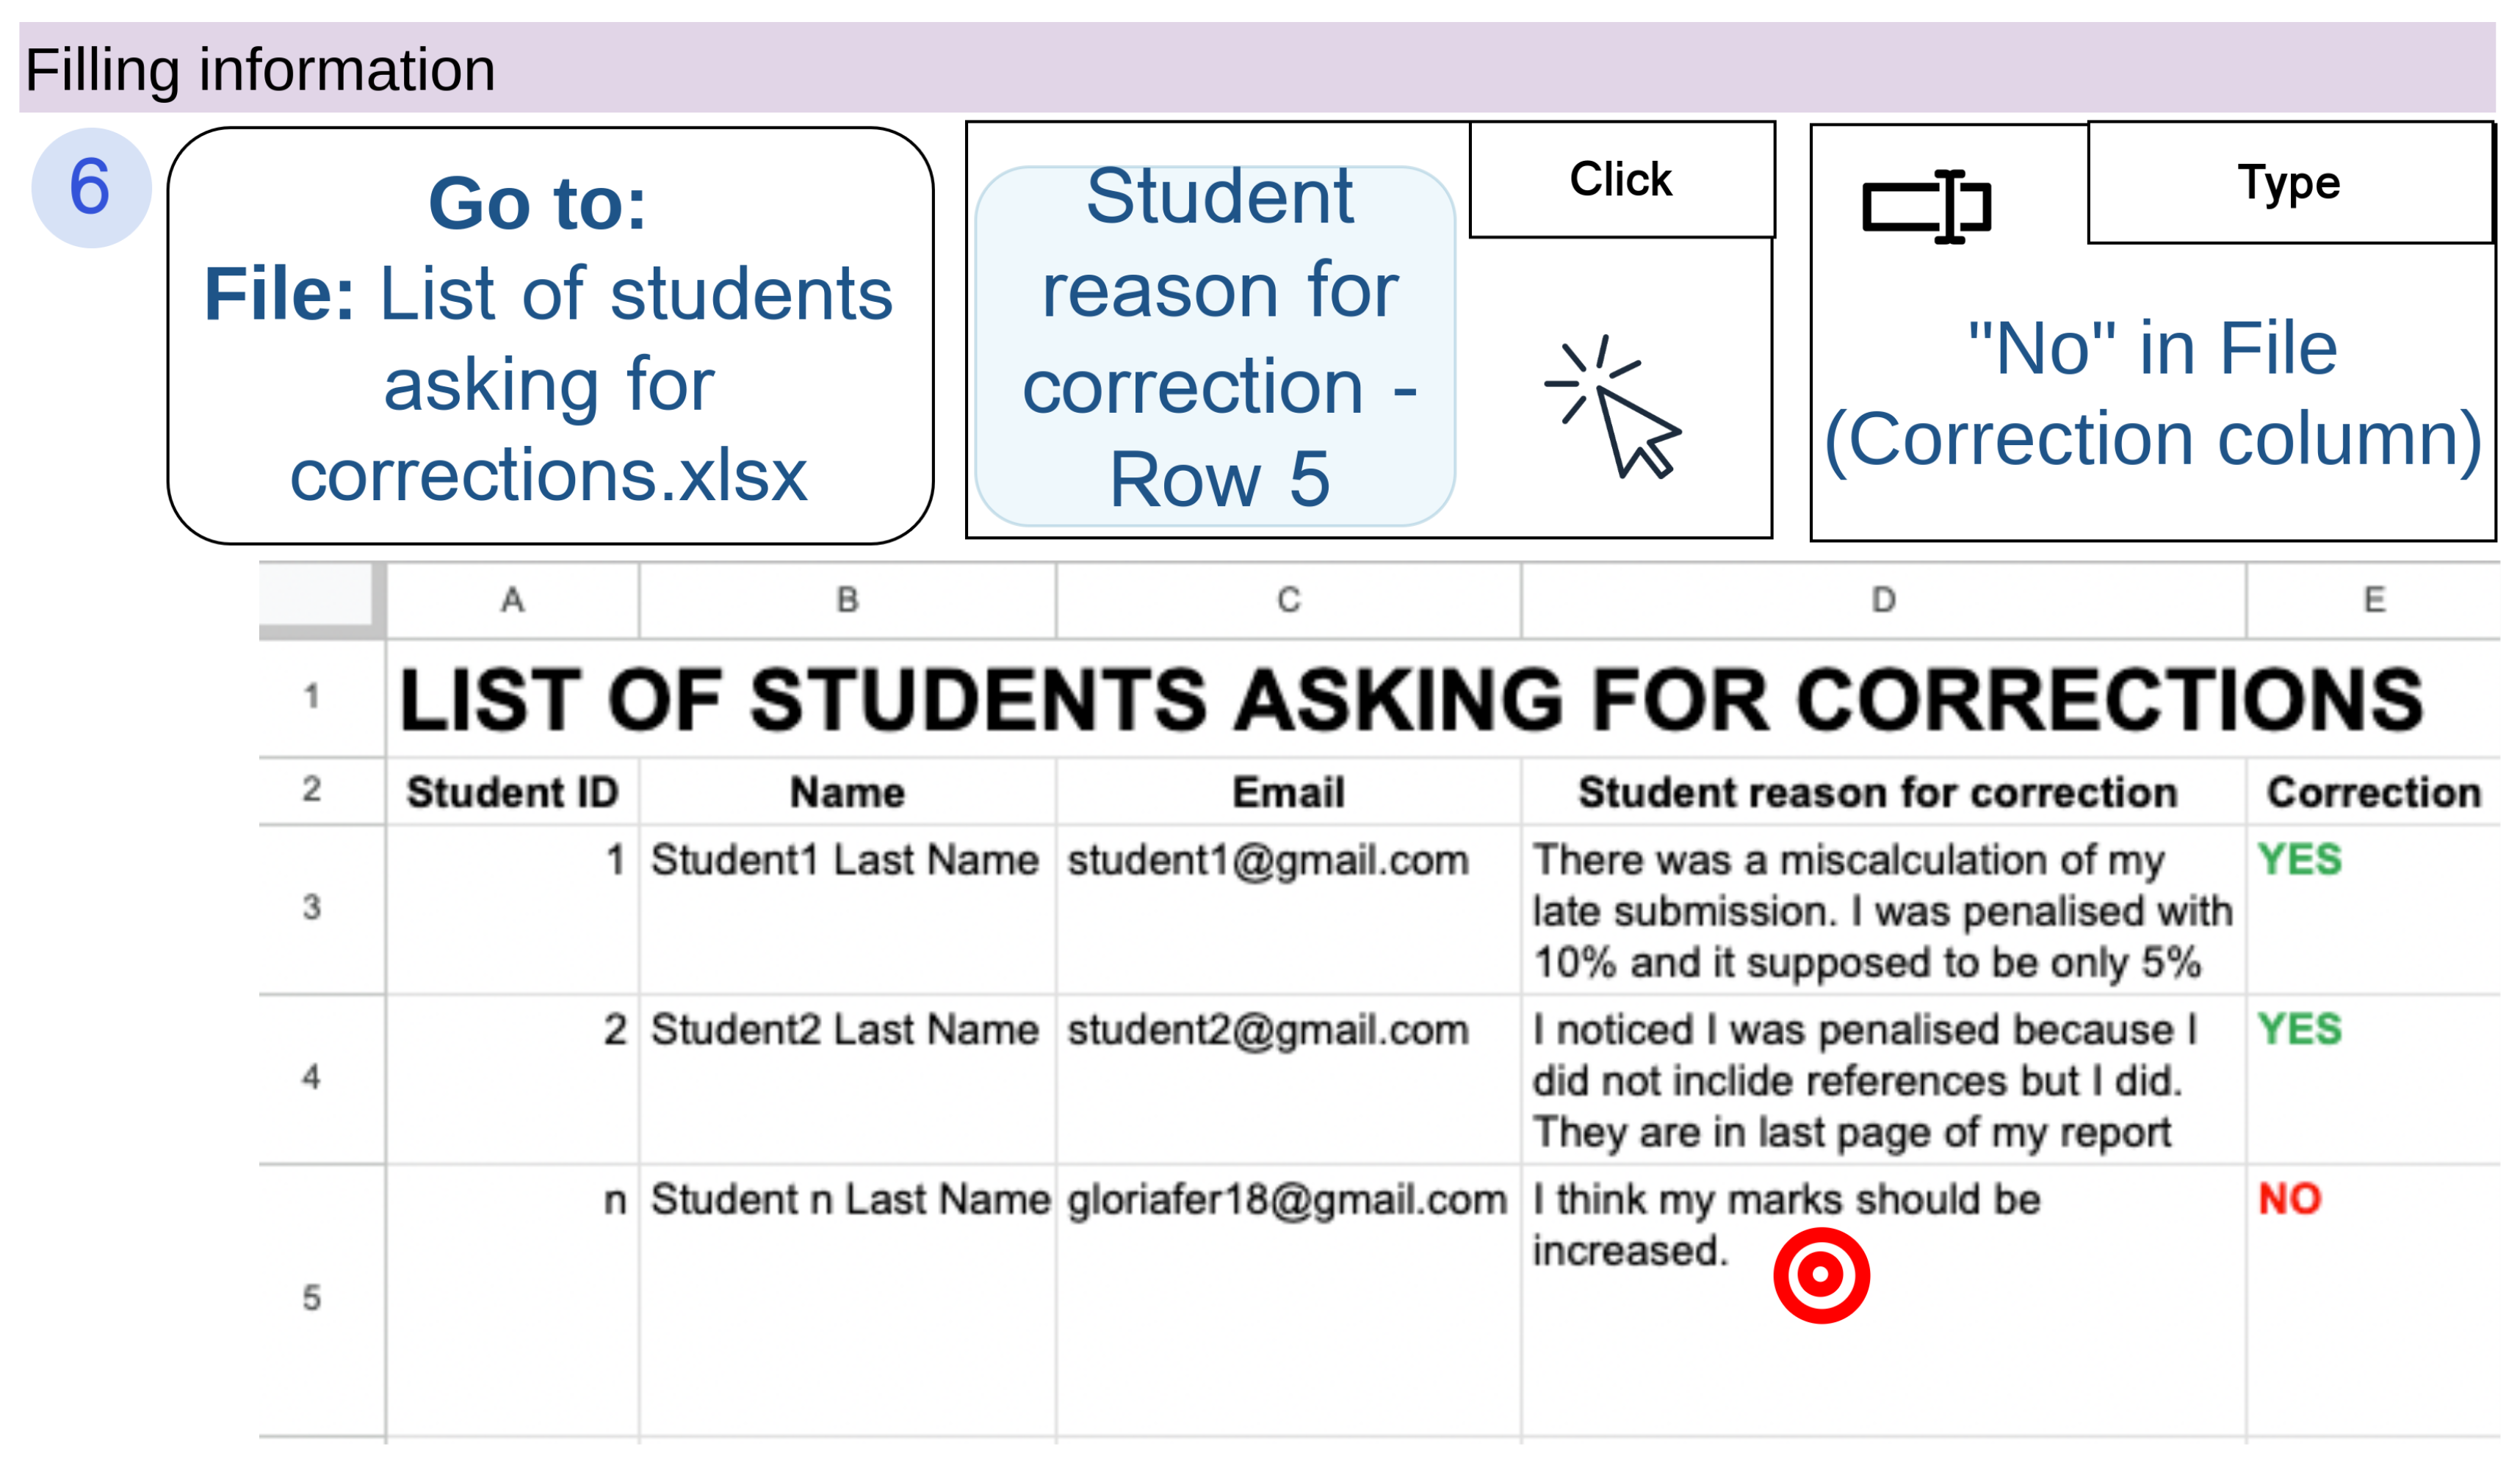 Filling information
6
Go to:
File: List of students
asking for
corrections.xlsx
Student
reason for
correction -
Row 5
Click
Type
"No" in File
(Correction column)
A B C D E
1 LIST OF STUDENTS ASKING FOR CORRECTIONS
2 Student ID Name Email Student reason for correction Correction
3 1 Student1 Last Name student1@gmail.com There was a miscalculation of my YES
late submission. I was penalised with
10% and it supposed to be only 5%
4 2 Student2 Last Name student2@gmail.com I noticed I was penalised because I YES
did not inclide references but I did.
They are in last page of my report
5 n Student n Last Name gloriafer18@gmail.com I think my marks should be NO
increased.